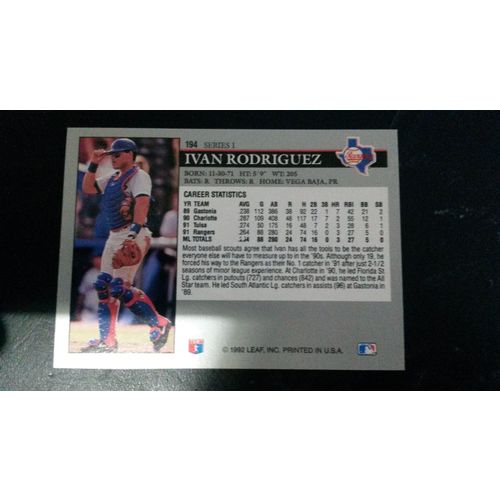 194 SERIES 1
IVAN RODRIGUEZ
BORN: 11-30-71 HT: 5'9" WT: 205
BATS: R THROWS: R HOME: VEGA BAJA, PR.
CAREER STATISTICS
YR TEAM AVG G AB R H 2B 3B HR RBI BB SB
89 Gastonia .238 112 386 38 92 22 1 7 42 21 2
90 Charlotte .287 109 408 48 117 17 2 2 55 12 1
91 Tulsa .274 50 175 16 48 7 2 3 28 6 1
91 Rangers .264 88 280 24 74 16 0 3 27 5 0
ML TOTALS 88 280 24 74 16 0 3 27 5 0
Most baseball scouts agree that Ivan has all the tools to be the catcher
everyone else will have to measure up to in the '90s. Although only 19, he
forced his way to the Rangers as their No. 1 catcher in '91 after just 2-1/2
seasons of minor league experience. At Charlotte in '90, he led Florida St
Lg. catchers in putouts (727) and chances (842) and was named to the All
Star team. He led South Atlantic Lg. catchers in assists (96) at Gastonia in
'89.
© 1992 LEAF, INC. PRINTED IN U.S.A.